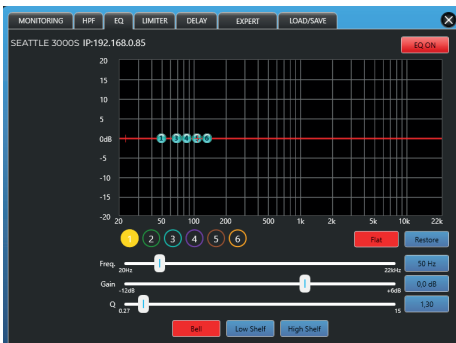 MONITORING HPF EQ LIMITER DELAY EXPERT LOAD/SAVE
SEATTLE 3000S IP:192.168.0.85 EQ ON
20
15
10
5
0dB
-5
-10
-15
-20
20 50 100 200 500 1k 2k 5k 10k 22k
1 2 3 4 5 6 Flat Restore
Freq. 20Hz 22kHz 50 Hz
Gain -12dB +6dB 0,0 dB
Q 0.27 15 1,30
Bell Low Shelf High Shelf